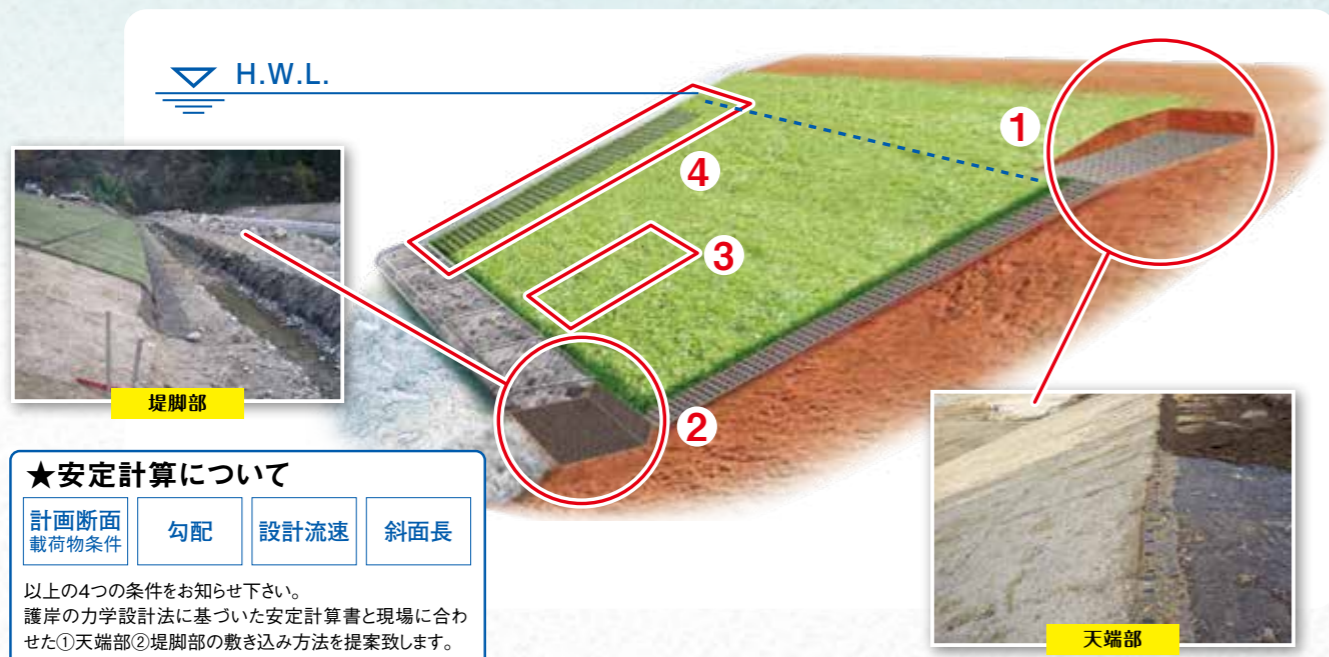 H.W.L.
1
4
3
2
堤脚部
★安定計算について
計画断面
載荷物条件
勾配
設計流速
斜面長
以上の4つの条件をお知らせ下さい。
護岸の力学設計法に基づいた安定計算書と現場に合わ
せた①天端部②堤脚部の敷き込み方法を提案致します。
天端部